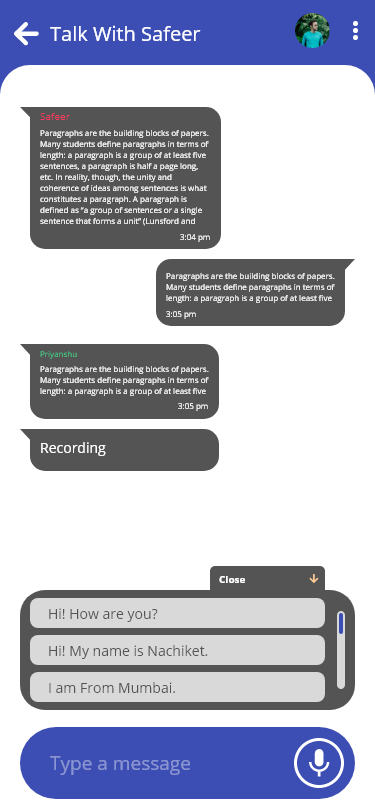 Talk With Safeer
Safeer
Paragraphs are the building blocks of papers.
Many students define paragraphs in terms of
length: a paragraph is a group of at least five
sentences, a paragraph is half a page long,
etc. In reality, though, the unity and
coherence of ideas among sentences is what
constitutes a paragraph. A paragraph is
defined as “a group of sentences or a single
sentence that forms a unit” (Lunsford and
3:04 pm
Paragraphs are the building blocks of papers.
Many students define paragraphs in terms of
length: a paragraph is a group of at least five
3:05 pm
Priyanshu
Paragraphs are the building blocks of papers.
Many students define paragraphs in terms of
length: a paragraph is a group of at least five
3:05 pm
Recording
Close
Hi! How are you?
Hi! My name is Nachiket.
I am From Mumbai.
Type a message